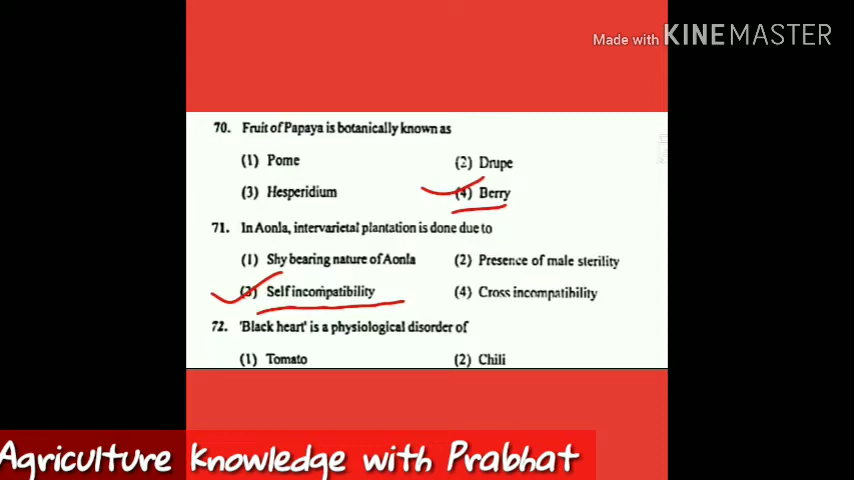 Made with KINEMASTER
70. Fruit of Papaya is botanically known as
(1) Pome (2) Drupe
(3) Hesperidium (4) Berry
71. In Aonla, intervarietal plantation is done due to
(1) Shy bearing nature of Aonla (2) Presence of male sterility
(3) Self incompatibility (4) Cross incompatibility
72. 'Black heart' is a physiological disorder of
(1) Tomato (2) Chili
Agriculture Knowledge with Prabhat